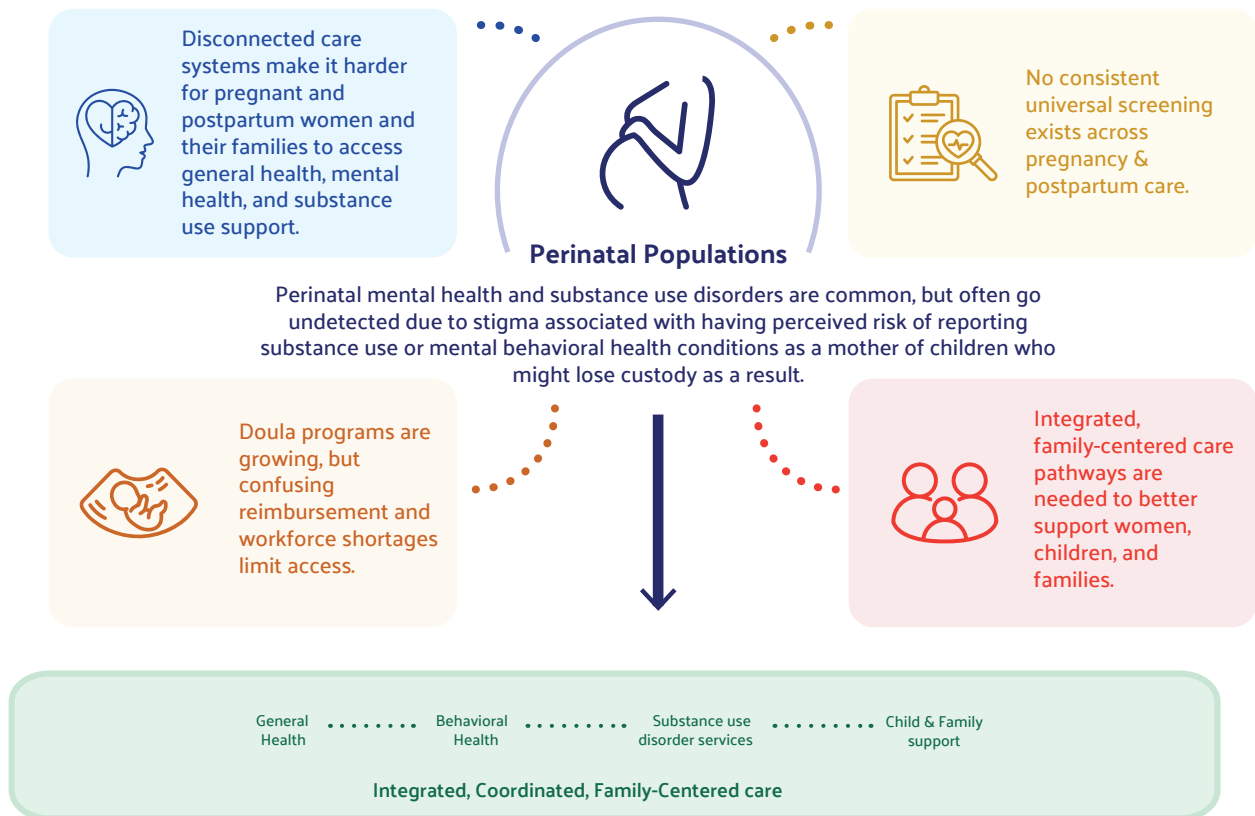 Disconnected care
systems make it harder
for pregnant and
postpartum women and
their families to access
general health, mental
health, and substance
use support.
No consistent
universal screening
exists across
pregnancy &
postpartum care.
Perinatal Populations
Perinatal mental health and substance use disorders are common, but often go
undetected due to stigma associated with having perceived risk of reporting
substance use or mental behavioral health conditions as a mother of children who
might lose custody as a result.
Doula programs are
growing, but
confusing
reimbursement and
workforce shortages
limit access.
Integrated,
family-centered care
pathways are
needed to better
support women,
children, and
families.
General
Health
Behavioral
Health
Substance use
disorder services
Child & Family
support
Integrated, Coordinated, Family-Centered care